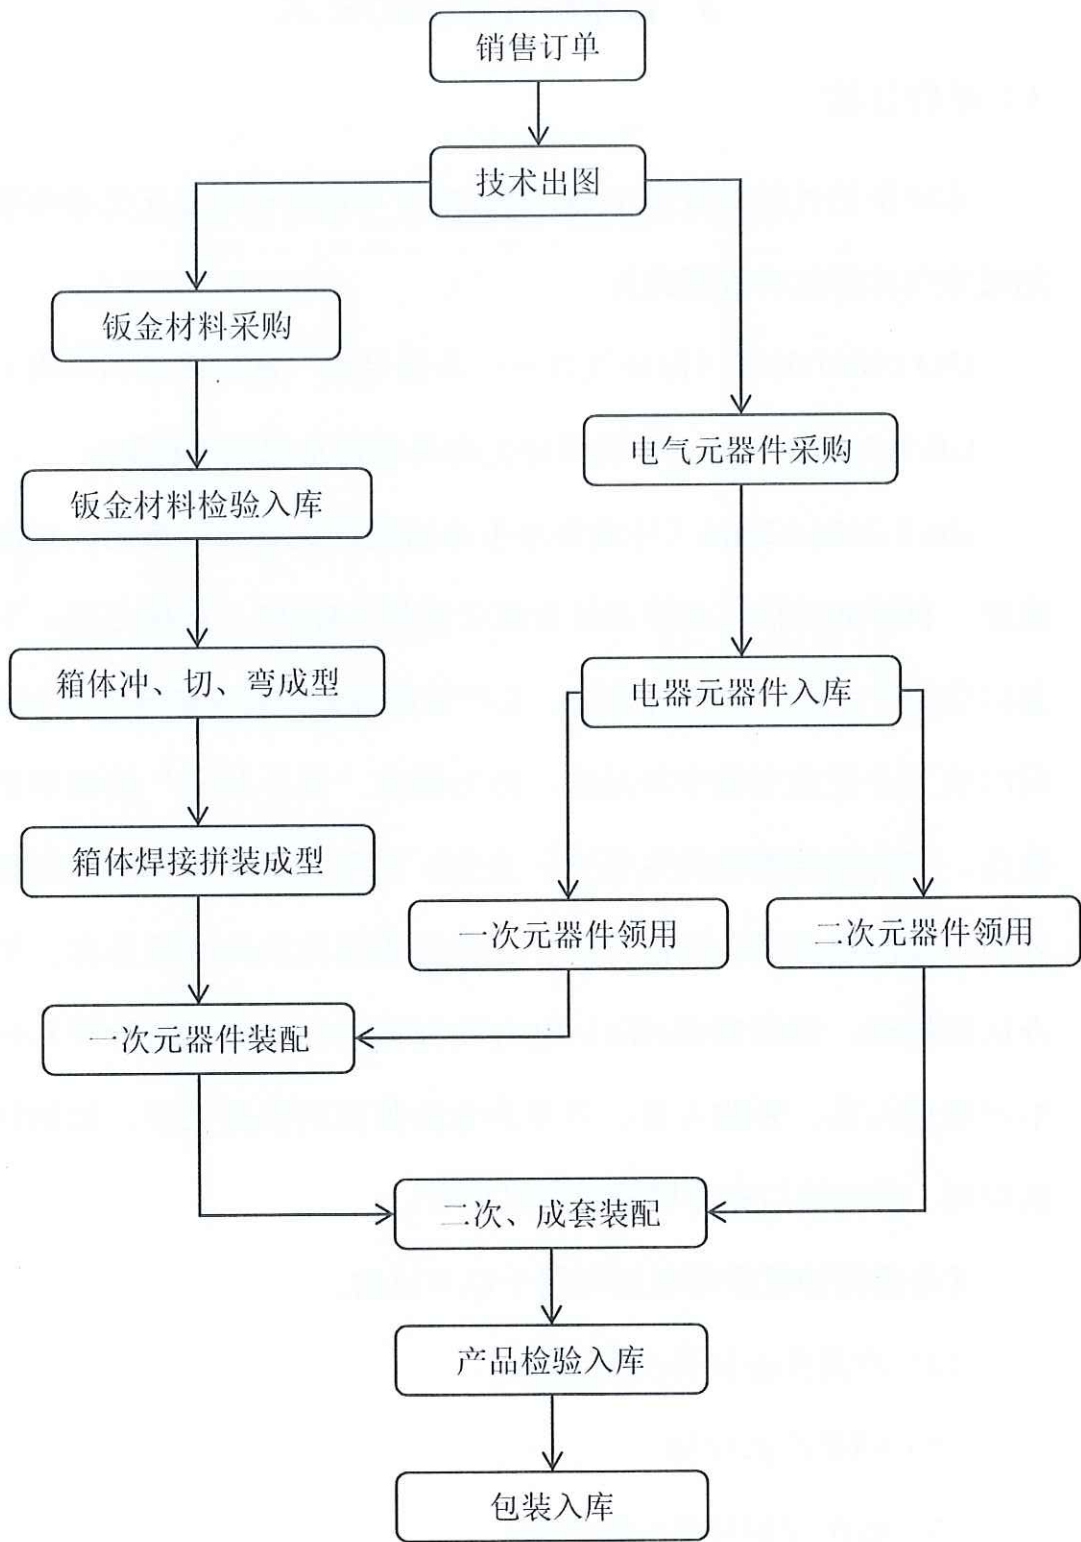 销售订单
技术出图
钣金材料采购
电气元器件采购
钣金材料检验入库
箱体冲、切、弯成型
电器元器件入库
箱体焊接拼装成型
一次元器件领用
二次元器件领用
一次元器件装配
二次、成套装配
产品检验入库
包装入库